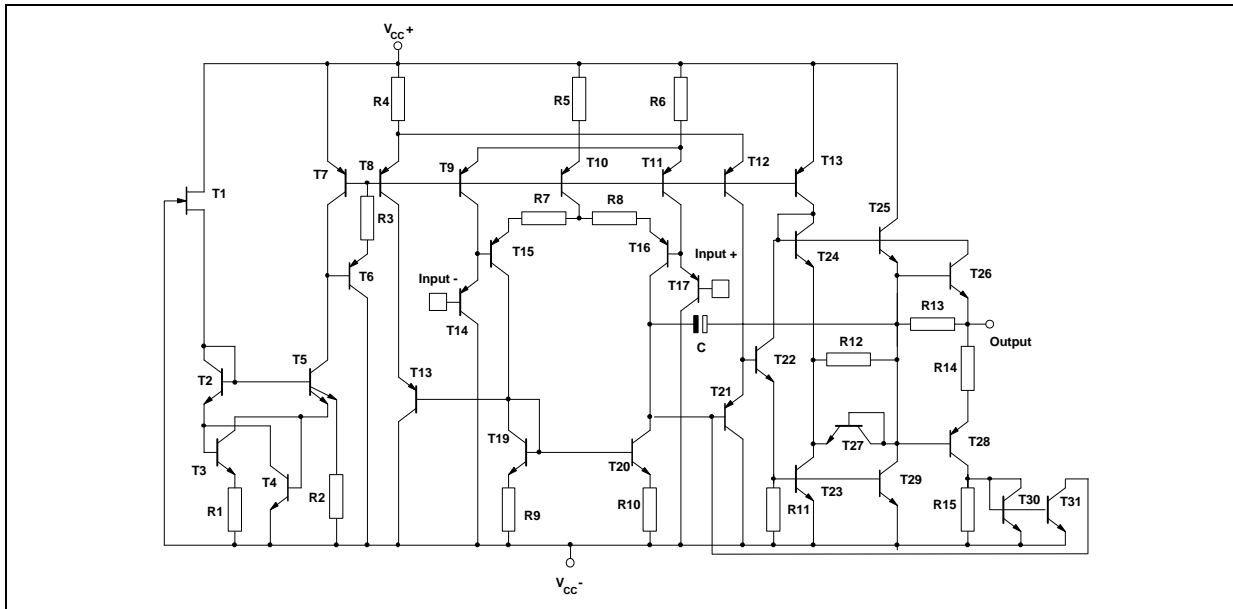 VCC+
R4
R5
R6
T7
T8
T9
T10
T11
T12
T13
T1
R3
R7
R8
T25
T15
T16
Input +
T24
T26
T6
Input -
T17
R13
T14
Output
C
R12
T22
R14
T5
T2
T13
T21
T27
T28
T19
T3
T20
T4
R2
T23
T29
R1
R9
R10
R11
R15
T30
T31
VCC-